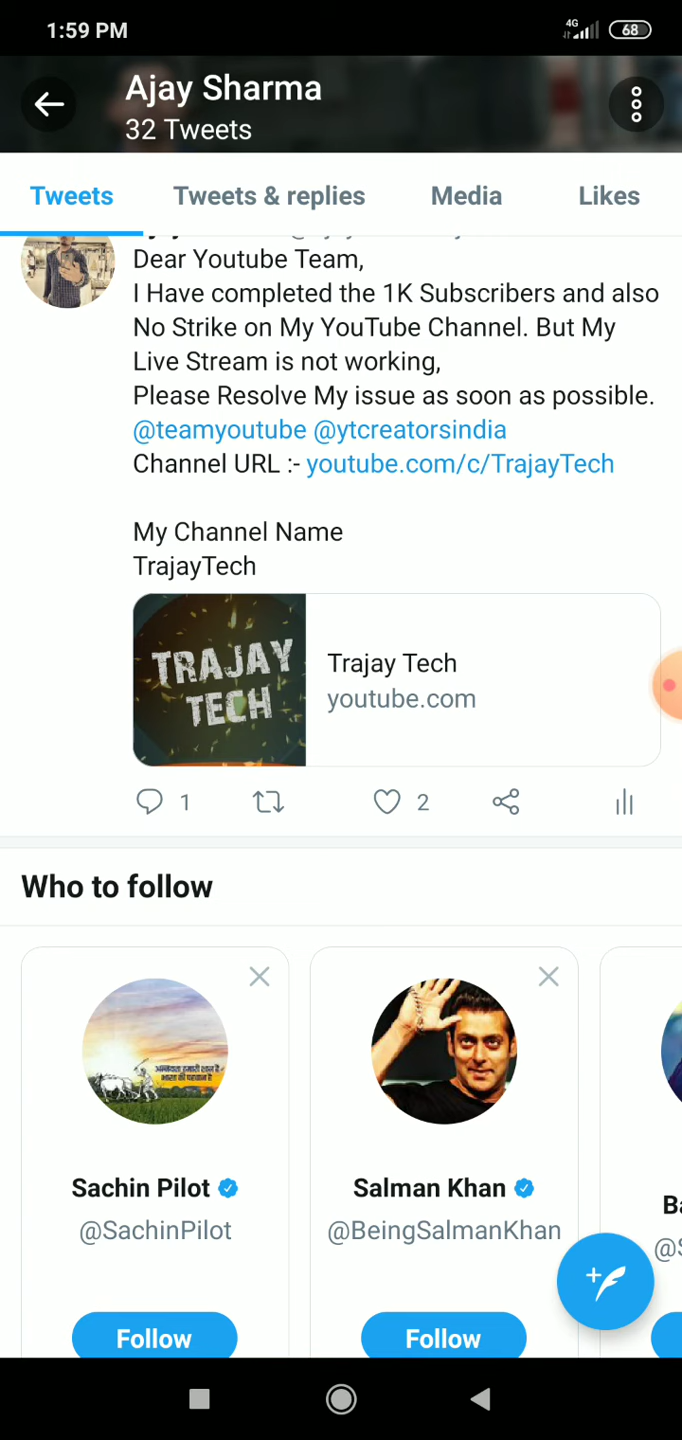 1:59 PM
4G
68
Ajay Sharma
32 Tweets
Tweets
Tweets & replies
Media
Likes
Dear Youtube Team,
I Have completed the 1K Subscribers and also
No Strike on My YouTube Channel. But My
Live Stream is not working,
Please Resolve My issue as soon as possible.
@teamyoutube @ytcreatorsindia
Channel URL :- youtube.com/c/TrajayTech
My Channel Name
TrajayTech
TRAJAY
TECH
Trajay Tech
youtube.com
1
2
Who to follow
Sachin Pilot
@SachinPilot
Follow
Salman Khan
@BeingSalmanKhan
Follow